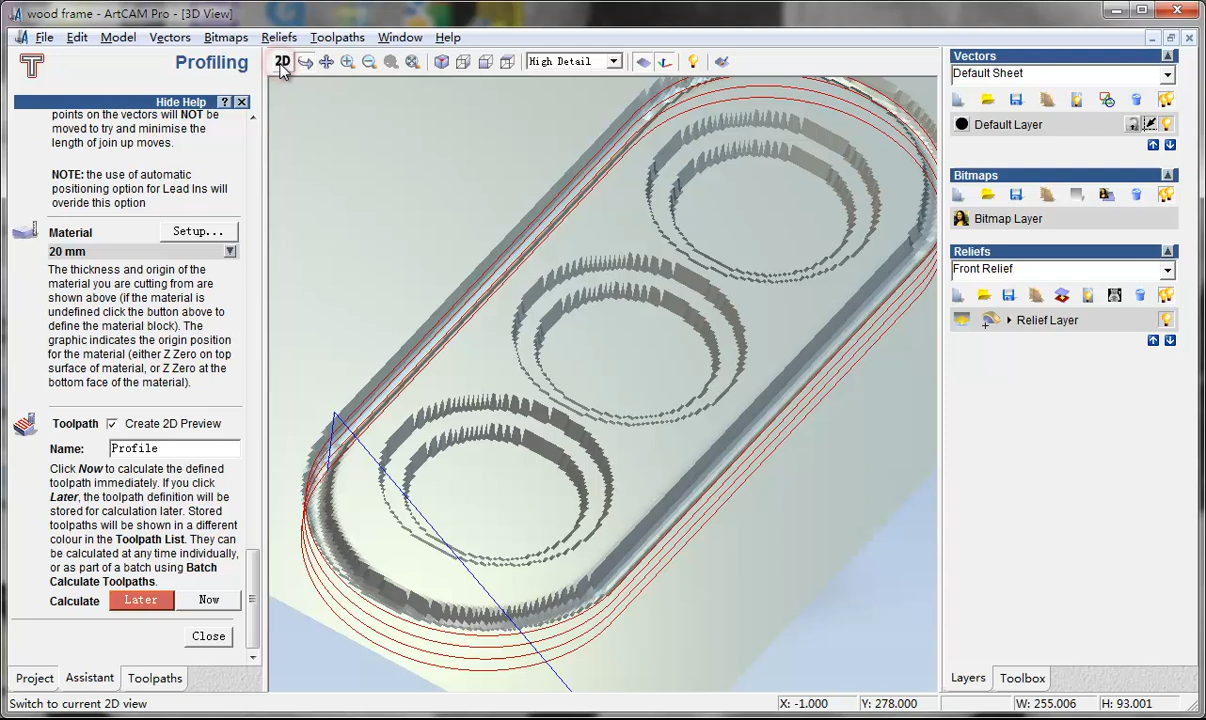 wood frame - ArtCAM Pro - [3D View]
File Edit Model Vectors Bitmaps Reliefs Toolpaths Window Help
Profiling
2D
High Detail
Hide Help ? X
points on the vectors will NOT be
moved to try and minimise the
length of join up moves.
NOTE: the use of automatic
positioning option for Lead Ins will
overide this option
Material
Setup...
20 mm
The thickness and origin of the
material you are cutting from are
shown above (if the material is
undefined click the button above to
define the material block). The
graphic indicates the origin
position for the material (either Z Zero on top
surface of material, or Z Zero at the
bottom face of the material).
Toolpath Create 2D Preview
Name: Profile
Click Now to calculate the defined
toolpath immediately. If you click
Later, the toolpath definition will be
stored for calculation later. Stored
toolpaths will be shown in a different
colour in the Toolpath List. They can
be calculated at any time individually,
or as part of a batch using Batch
Calculate Toolpaths.
Calculate Later Now
Close
Project Assistant Toolpaths
Vectors
Default Sheet
Default Layer
Bitmaps
Bitmap Layer
Reliefs
Front Relief
Relief Layer
Layers Toolbox
Switch to current 2D view
X: -1.000 Y: 278.000 W: 255.006 H: 93.001